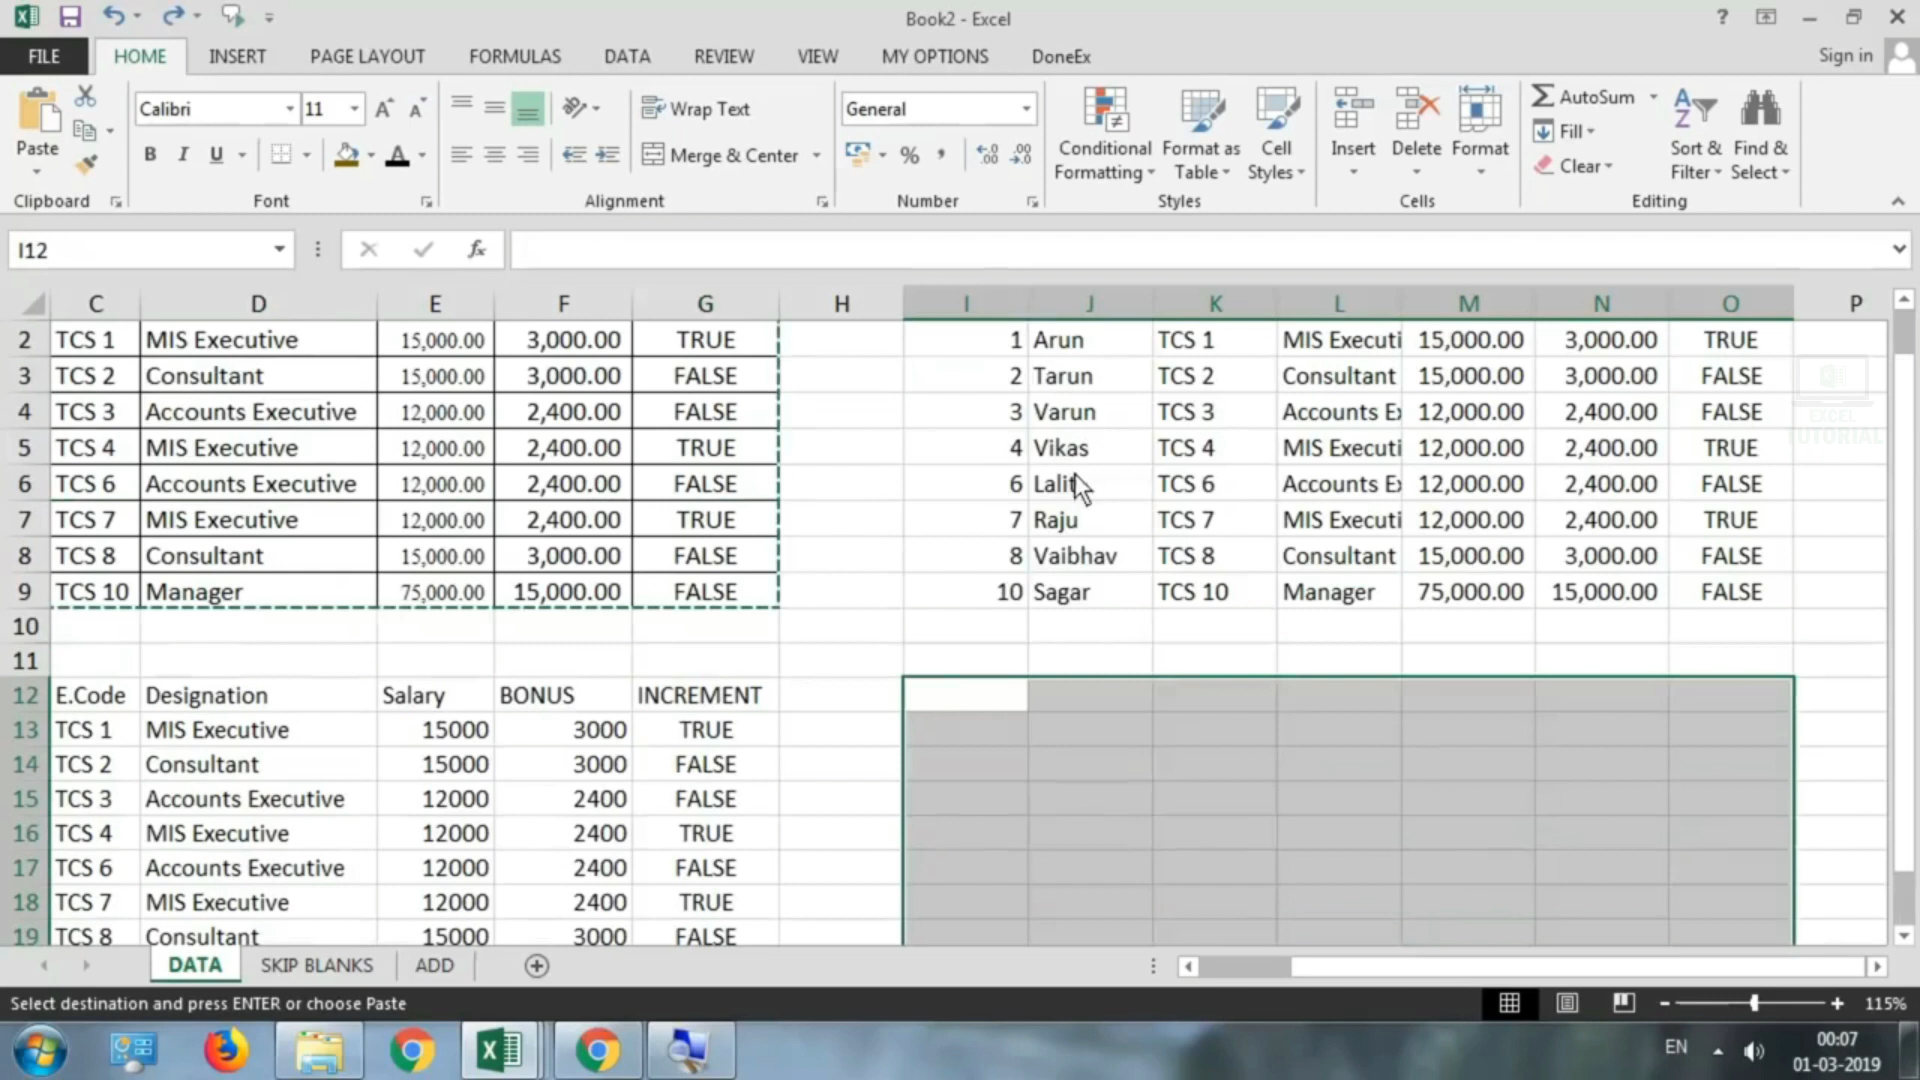 Book2 - Excel
?
FILE HOME INSERT PAGE LAYOUT FORMULAS DATA REVIEW VIEW MY OPTIONS DoneEx Sign in
Calibri 11 Wrap Text General AutoSum
Fill
Paste B I U Merge & Center % Conditional Formatting Format as Table Cell Styles Insert Delete Format Clear Sort & Filter Find & Select
Clipboard Font Alignment Number Styles Cells Editing
I12 fx
C D E F G H I J K L M N O P
2 TCS 1 MIS Executive 15,000.00 3,000.00 TRUE 1 Arun TCS 1 MIS Executi 15,000.00 3,000.00 TRUE
3 TCS 2 Consultant 15,000.00 3,000.00 FALSE 2 Tarun TCS 2 Consultant 15,000.00 3,000.00 FALSE
4 TCS 3 Accounts Executive 12,000.00 2,400.00 FALSE 3 Varun TCS 3 Accounts Ex 12,000.00 2,400.00 FALSE
EXCEL
TUTORIAL
5 TCS 4 MIS Executive 12,000.00 2,400.00 TRUE 4 Vikas TCS 4 MIS Executi 12,000.00 2,400.00 TRUE
6 TCS 6 Accounts Executive 12,000.00 2,400.00 FALSE 6 Lalit TCS 6 Accounts Ex 12,000.00 2,400.00 FALSE
7 TCS 7 MIS Executive 12,000.00 2,400.00 TRUE 7 Raju TCS 7 MIS Executi 12,000.00 2,400.00 TRUE
8 TCS 8 Consultant 15,000.00 3,000.00 FALSE 8 Vaibhav TCS 8 Consultant 15,000.00 3,000.00 FALSE
9 TCS 10 Manager 75,000.00 15,000.00 FALSE 10 Sagar TCS 10 Manager 75,000.00 15,000.00 FALSE
10
11
12 E.Code Designation Salary BONUS INCREMENT
13 TCS 1 MIS Executive 15000 3000 TRUE
14 TCS 2 Consultant 15000 3000 FALSE
15 TCS 3 Accounts Executive 12000 2400 FALSE
16 TCS 4 MIS Executive 12000 2400 TRUE
17 TCS 6 Accounts Executive 12000 2400 FALSE
18 TCS 7 MIS Executive 12000 2400 TRUE
19 TCS 8 Consultant 15000 3000 FALSE
DATA SKIP BLANKS ADD
Select destination and press ENTER or choose Paste 115%
EN 00:07
01-03-2019